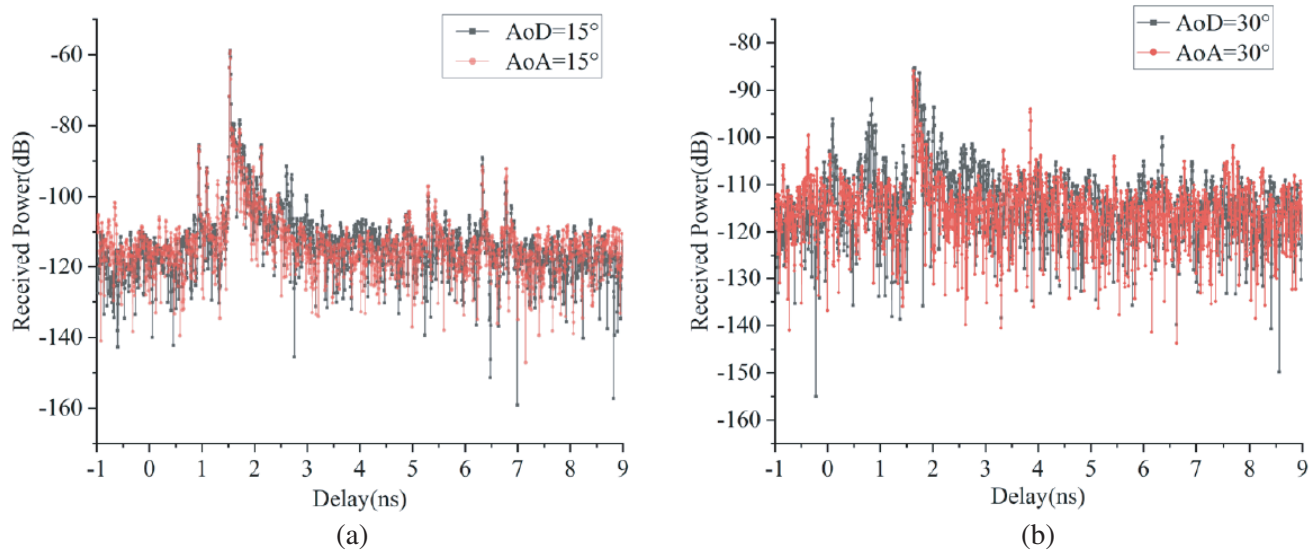 AoD=15°
AoA=15°
-60
-80
-100
-120
-140
-160
Received Power(dB)
-1 0 1 2 3 4 5 6 7 8 9
Delay(ns)
(a)
AoD=30°
AoA=30°
-80
-90
-100
-110
-120
-130
-140
-150
-160
Received Power(dB)
-1 0 1 2 3 4 5 6 7 8 9
Delay(ns)
(b)